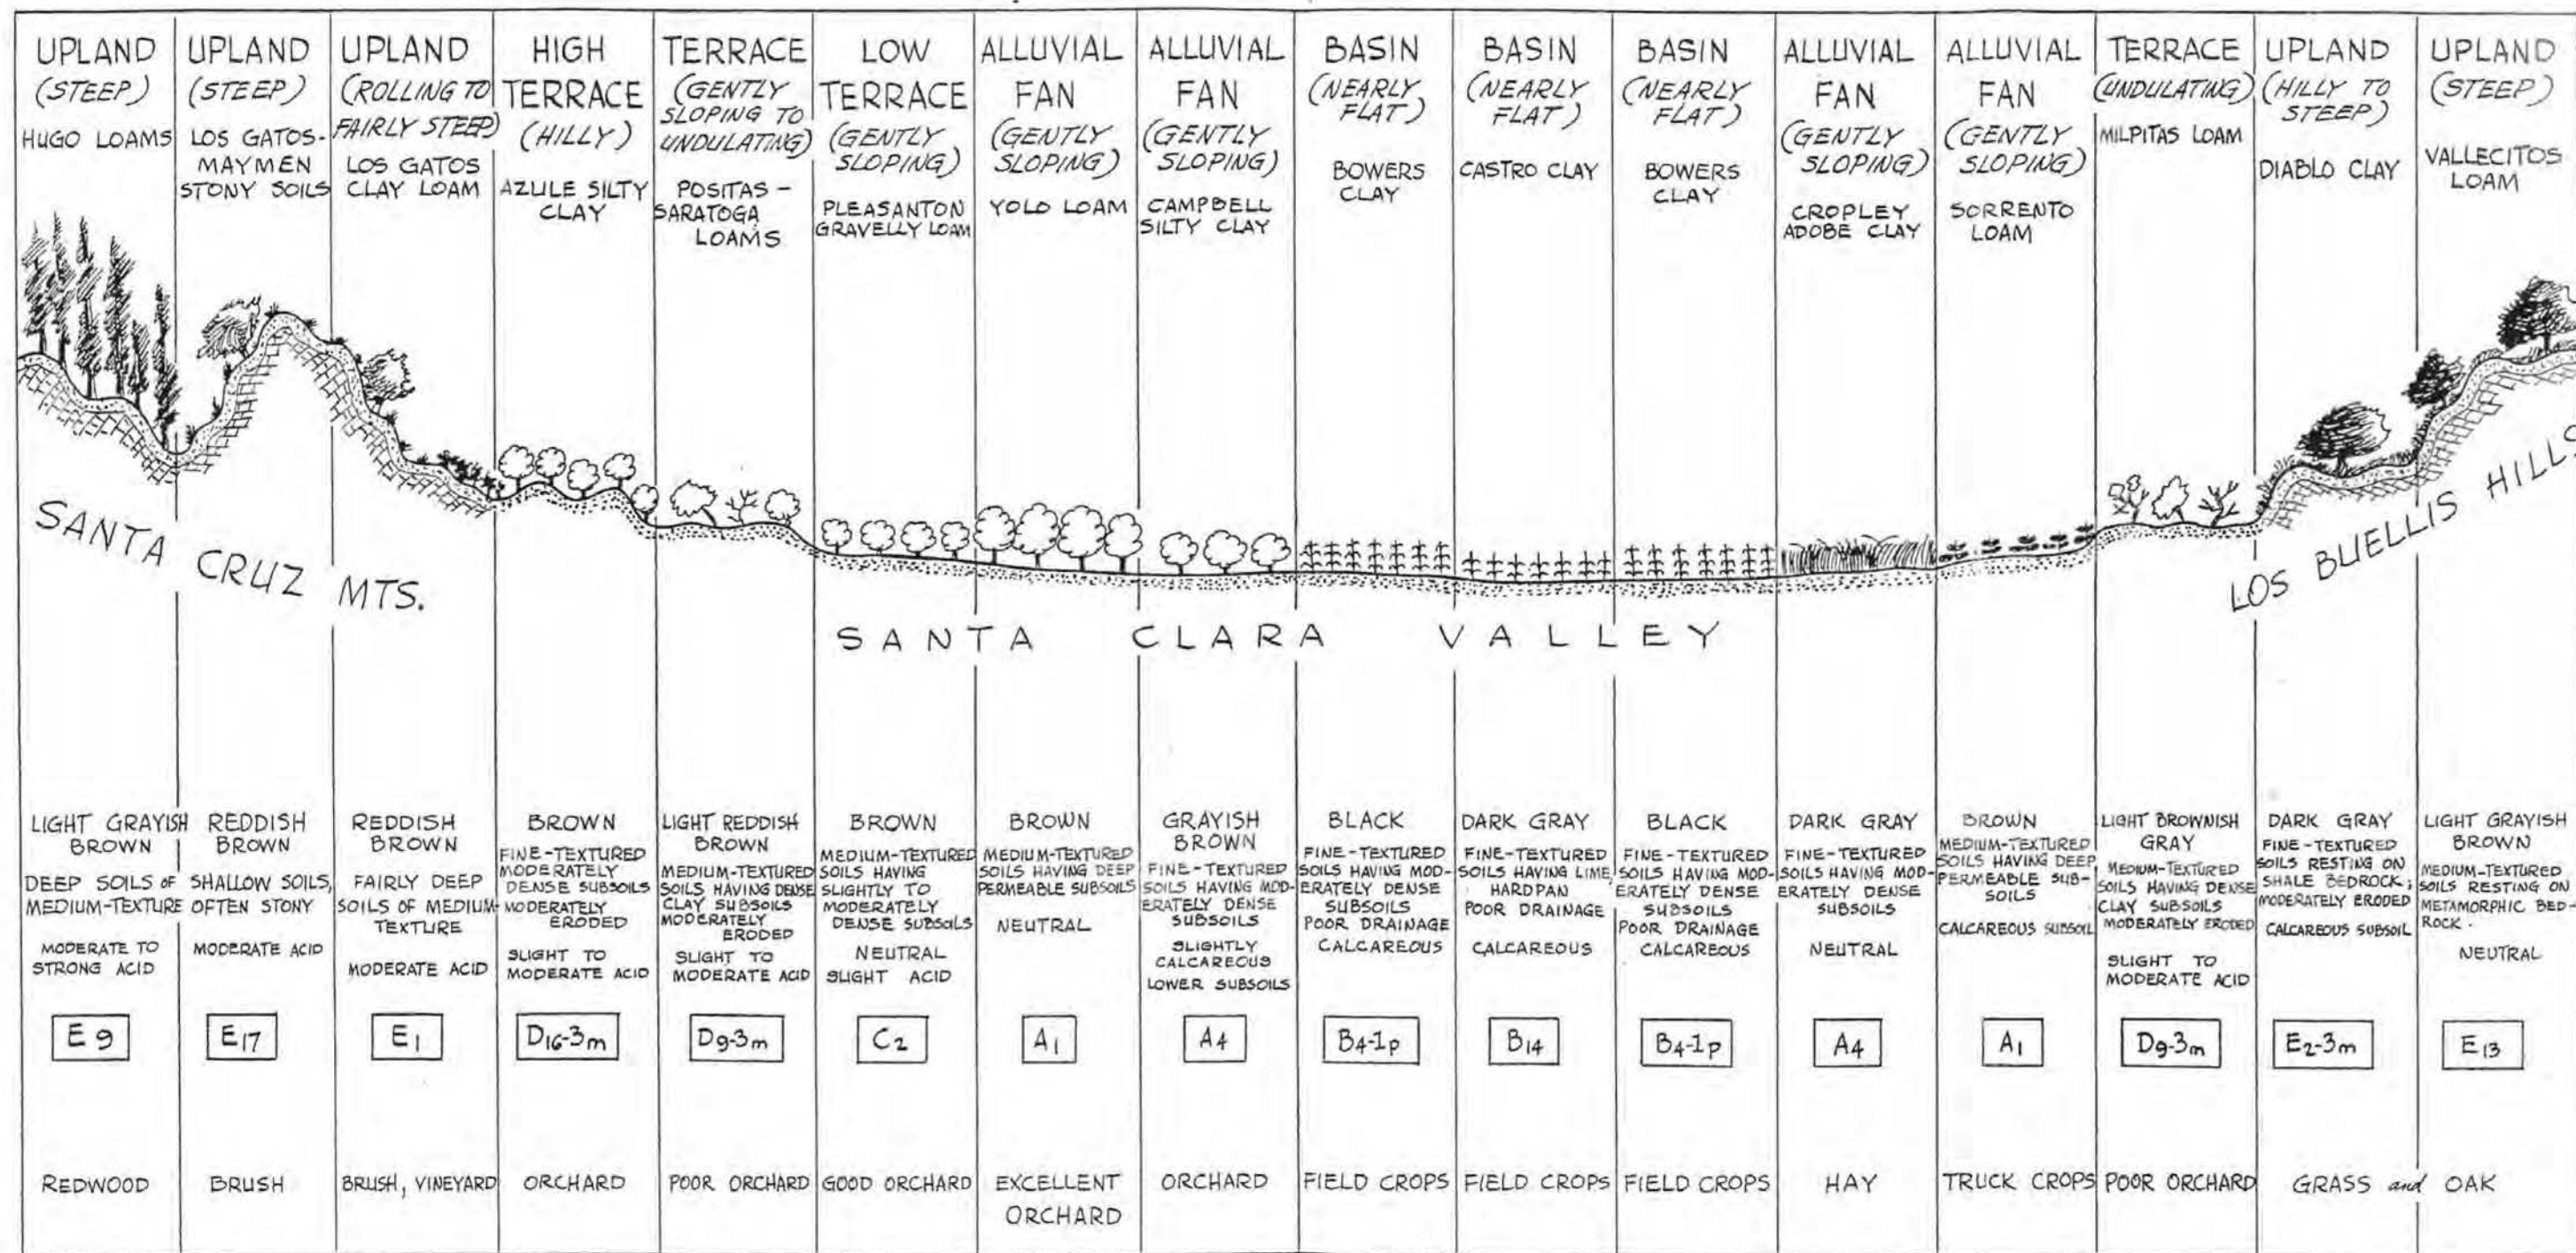 UPLAND
(STEEP)
HUGO LOAMS
UPLAND
(STEEP)
LOS GATOS-
MAYMEN
STONY SOILS
UPLAND
(ROLLING TO
FAIRLY STEEP)
LOS GATOS
CLAY LOAM
HIGH
TERRACE
(HILLY)
AZULE SILTY
CLAY
TERRACE
(GENTLY
SLOPING TO
UNDULATING)
POSITAS -
SARATOGA
LOAMS
LOW
TERRACE
(GENTLY
SLOPING)
PLEASANTON
GRAVELLY LOAM
ALLUVIAL
FAN
(GENTLY
SLOPING)
YOLO LOAM
ALLUVIAL
FAN
(GENTLY
SLOPING)
CAMPBELL
SILTY CLAY
BASIN
(NEARLY
FLAT)
BOWERS
CLAY
BASIN
(NEARLY
FLAT)
CASTRO CLAY
BASIN
(NEARLY
FLAT)
BOWERS
CLAY
ALLUVIAL
FAN
(GENTLY
SLOPING)
CROPLEY
ADOBE CLAY
ALLUVIAL
FAN
(GENTLY
SLOPING)
SORRENTO
LOAM
TERRACE
(UNDULATING)
MILPITAS LOAM
UPLAND
(HILLY TO
STEEP)
DIABLO CLAY
UPLAND
(STEEP)
VALLECITOS
LOAM
SANTA CRUZ MTS.
SANTA CLARA VALLEY
LOS BUELLIS HILLS
LIGHT GRAYISH
BROWN
DEEP SOILS OF
MEDIUM-TEXTURE
MODERATE TO
STRONG ACID
E9
REDWOOD
REDDISH
BROWN
SHALLOW SOILS,
OFTEN STONY
MODERATE ACID
E17
BRUSH
REDDISH
BROWN
FAIRLY DEEP
SOILS OF MEDIUM
TEXTURE
MODERATE ACID
E1
BRUSH, VINEYARD
BROWN
FINE-TEXTURED
MODERATELY
DENSE SUBSOILS
MODERATELY
ERODED
SLIGHT TO
MODERATE ACID
D16-3m
ORCHARD
LIGHT REDDISH
BROWN
MEDIUM-TEXTURED
SOILS HAVING DENSE
CLAY SUBSOILS
MODERATELY
ERODED
SLIGHT TO
MODERATE ACID
D9-3m
POOR ORCHARD
BROWN
MEDIUM-TEXTURED
SOILS HAVING
SLIGHTLY TO
MODERATELY
DENSE SUBSOILS
NEUTRAL
SLIGHT ACID
C2
GOOD ORCHARD
BROWN
MEDIUM-TEXTURED
SOILS HAVING DEEP
PERMEABLE SUBSOILS
NEUTRAL
A1
EXCELLENT
ORCHARD
GRAYISH
BROWN
FINE-TEXTURED
SOILS HAVING MOD-
ERATELY DENSE
SUBSOILS
SLIGHTLY
CALCAREOUS
LOWER SUBSOILS
A4
ORCHARD
BLACK
FINE-TEXTURED
SOILS HAVING MOD-
ERATELY DENSE
SUBSOILS
POOR DRAINAGE
CALCAREOUS
B4-1p
FIELD CROPS
DARK GRAY
FINE-TEXTURED
SOILS HAVING LIME
HARDPAN
POOR DRAINAGE
CALCAREOUS
B14
FIELD CROPS
BLACK
FINE-TEXTURED
SOILS HAVING MOD-
ERATELY DENSE
SUBSOILS
POOR DRAINAGE
CALCAREOUS
B4-1p
FIELD CROPS
DARK GRAY
FINE-TEXTURED
SOILS HAVING MOD-
ERATELY DENSE
SUBSOILS
NEUTRAL
A4
HAY
BROWN
MEDIUM-TEXTURED
SOILS HAVING DEEP
PERMEABLE SUB-
SOILS
CALCAREOUS SUBSOIL
A1
TRUCK CROPS
LIGHT BROWNISH
GRAY
MEDIUM-TEXTURED
SOILS HAVING DENSE
CLAY SUBSOILS
MODERATELY ERODED
SLIGHT TO
MODERATE ACID
D9-3m
POOR ORCHARD
DARK GRAY
FINE-TEXTURED
SOILS RESTING ON
SHALE BEDROCK;
MODERATELY ERODED
CALCAREOUS SUBSOIL
E2-3m
LIGHT GRAYISH
BROWN
MEDIUM-TEXTURED
SOILS RESTING ON
METAMORPHIC BED-
ROCK.
NEUTRAL
E13
GRASS and OAK